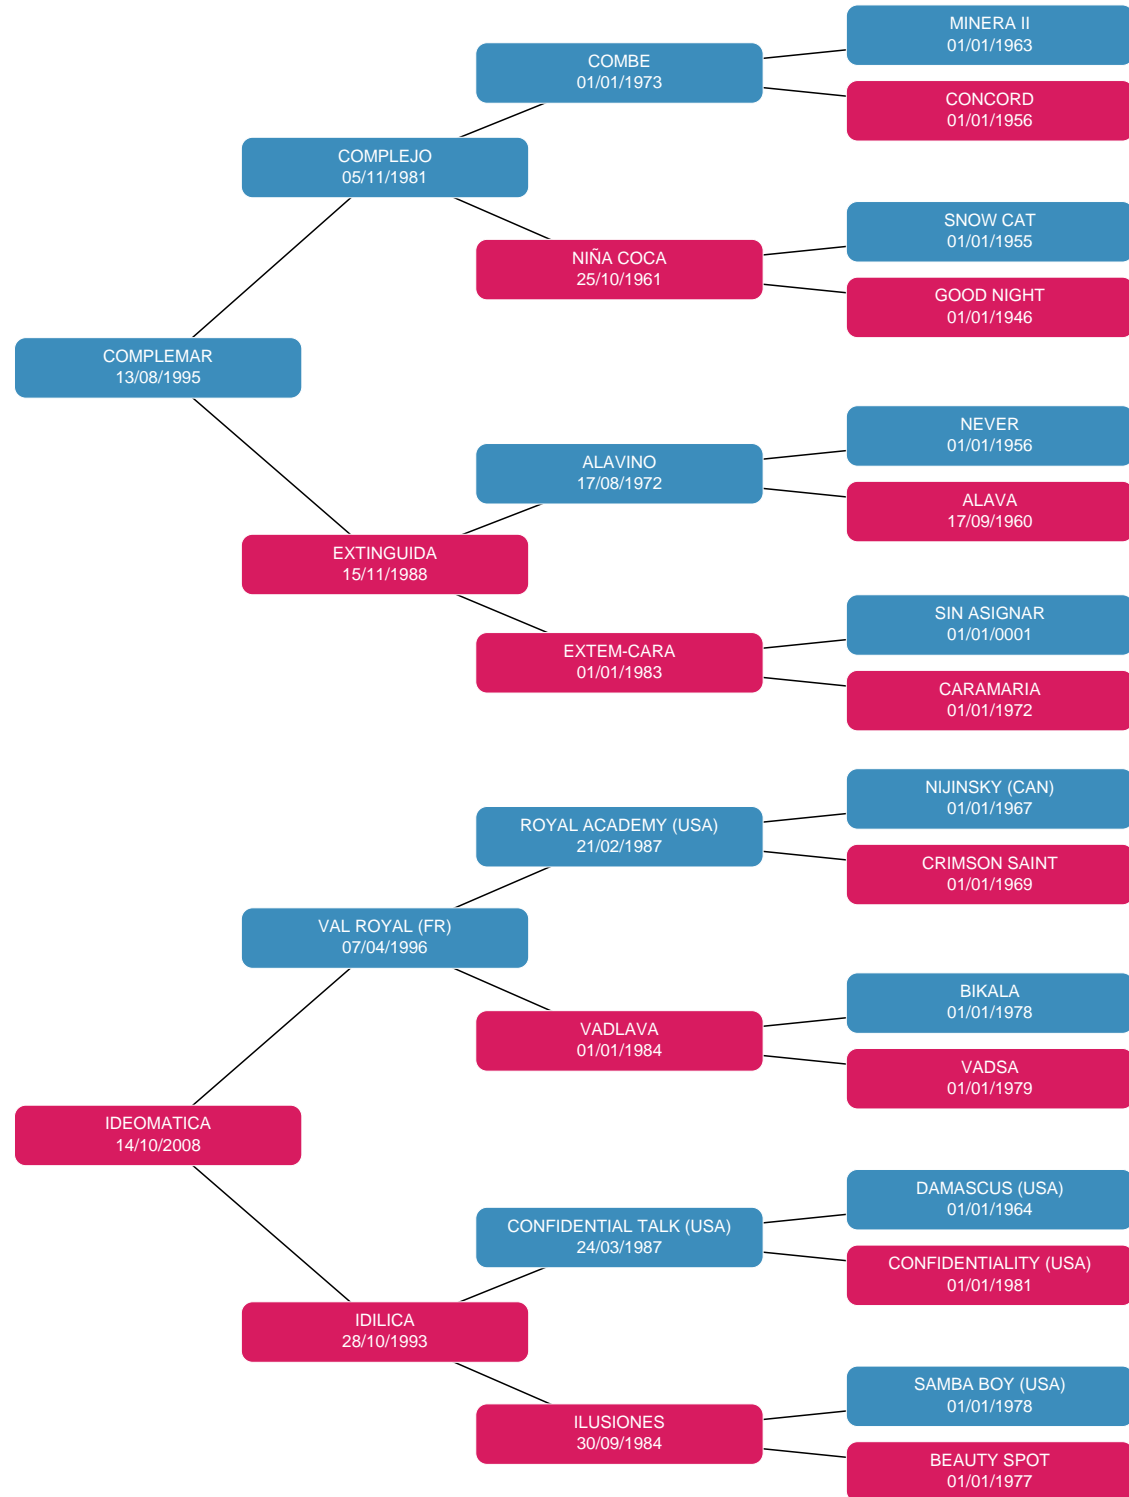 MINERA II
01/01/1963
COMBE
01/01/1973
CONCORD
01/01/1956
COMPLEJO
05/11/1981
SNOW CAT
01/01/1955
NIÑA COCA
25/10/1961
GOOD NIGHT
01/01/1946
COMPLEMAR
13/08/1995
NEVER
01/01/1956
ALAVINO
17/08/1972
ALAVA
17/09/1960
EXTINGUIDA
15/11/1988
SIN ASIGNAR
01/01/0001
EXTEM-CARA
01/01/1983
CARAMARIA
01/01/1972
NIJINSKY (CAN)
01/01/1967
ROYAL ACADEMY (USA)
21/02/1987
CRIMSON SAINT
01/01/1969
VAL ROYAL (FR)
07/04/1996
BIKALA
01/01/1978
VADLAVA
01/01/1984
VADSA
01/01/1979
IDEOMATICA
14/10/2008
DAMASCUS (USA)
01/01/1964
CONFIDENTIAL TALK (USA)
24/03/1987
CONFIDENTIALITY (USA)
01/01/1981
IDILICA
28/10/1993
SAMBA BOY (USA)
01/01/1978
ILUSIONES
30/09/1984
BEAUTY SPOT
01/01/1977